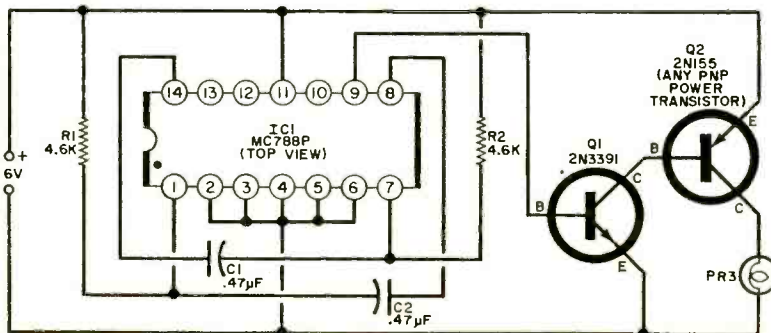 +
6V
R1
4.6K
14 13 12 11 10 9 8
IC1
MC788P
(TOP VIEW)
1 2 3 4 5 6 7
C1
.47µF
C2
.47µF
R2
4.6K
Q1
2N3391
B
C
E
Q2
2N155
(ANY PNP
POWER
TRANSISTOR)
E
B
C
PR3